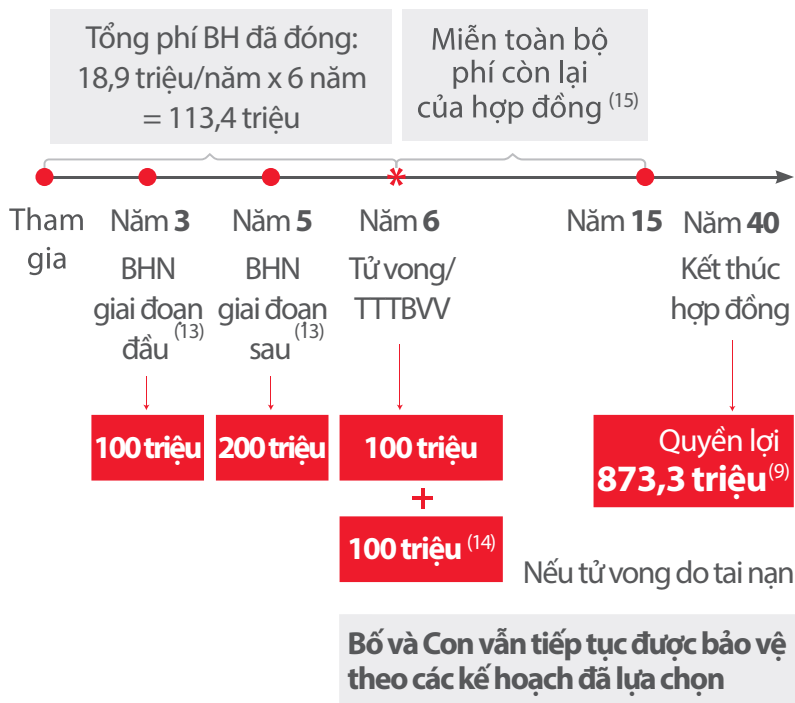 Tổng phí BH đã đóng:
18,9 triệu/năm x 6 năm
= 113,4 triệu
Miễn toàn bộ
phí còn lại
của hợp đồng (15)
*
Tham
gia
Năm 3
BHN
giai đoạn
đầu (13)
100 triệu
Năm 5
BHN
giai đoạn
sau (13)
200 triệu
Năm 6
Tử vong/
TTTBVV
100 triệu
+
100 triệu (14)
Nếu tử vong do tai nạn
Năm 15
Năm 40
Kết thúc
hợp đồng
Quyền lợi
873,3 triệu (9)
Bố và Con vẫn tiếp tục được bảo vệ
theo các kế hoạch đã lựa chọn